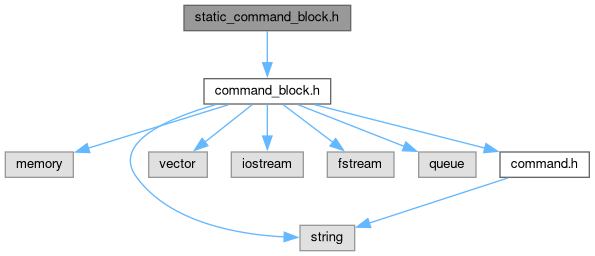 static_command_block.h
command_block.h
memory
vector
iostream
fstream
queue
command.h
string